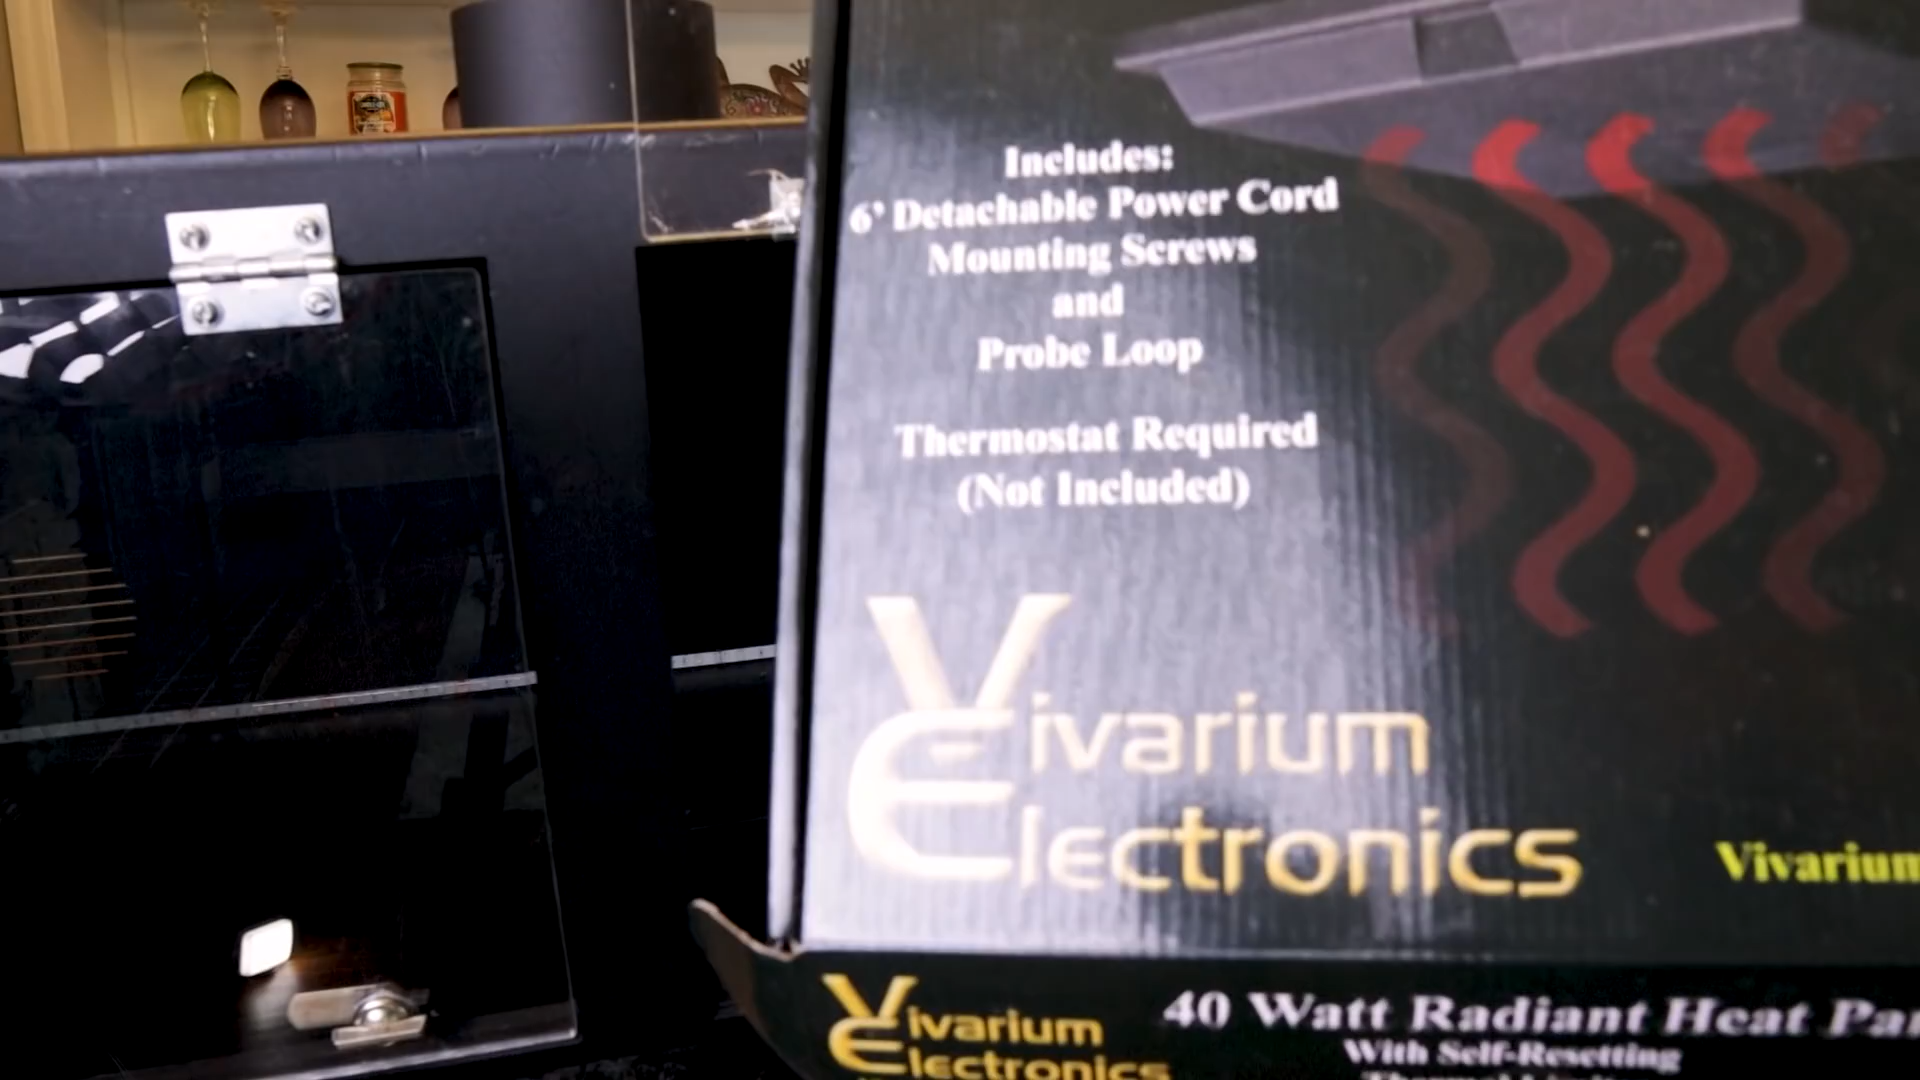 Includes:
6' Detachable Power Cord
Mounting Screws
and
Probe Loop
Thermostat Required
(Not Included)
Vivarium
Electronics
Vivarium
Vivarium
Electronics
40 Watt Radiant Heat
With Self-Resetting